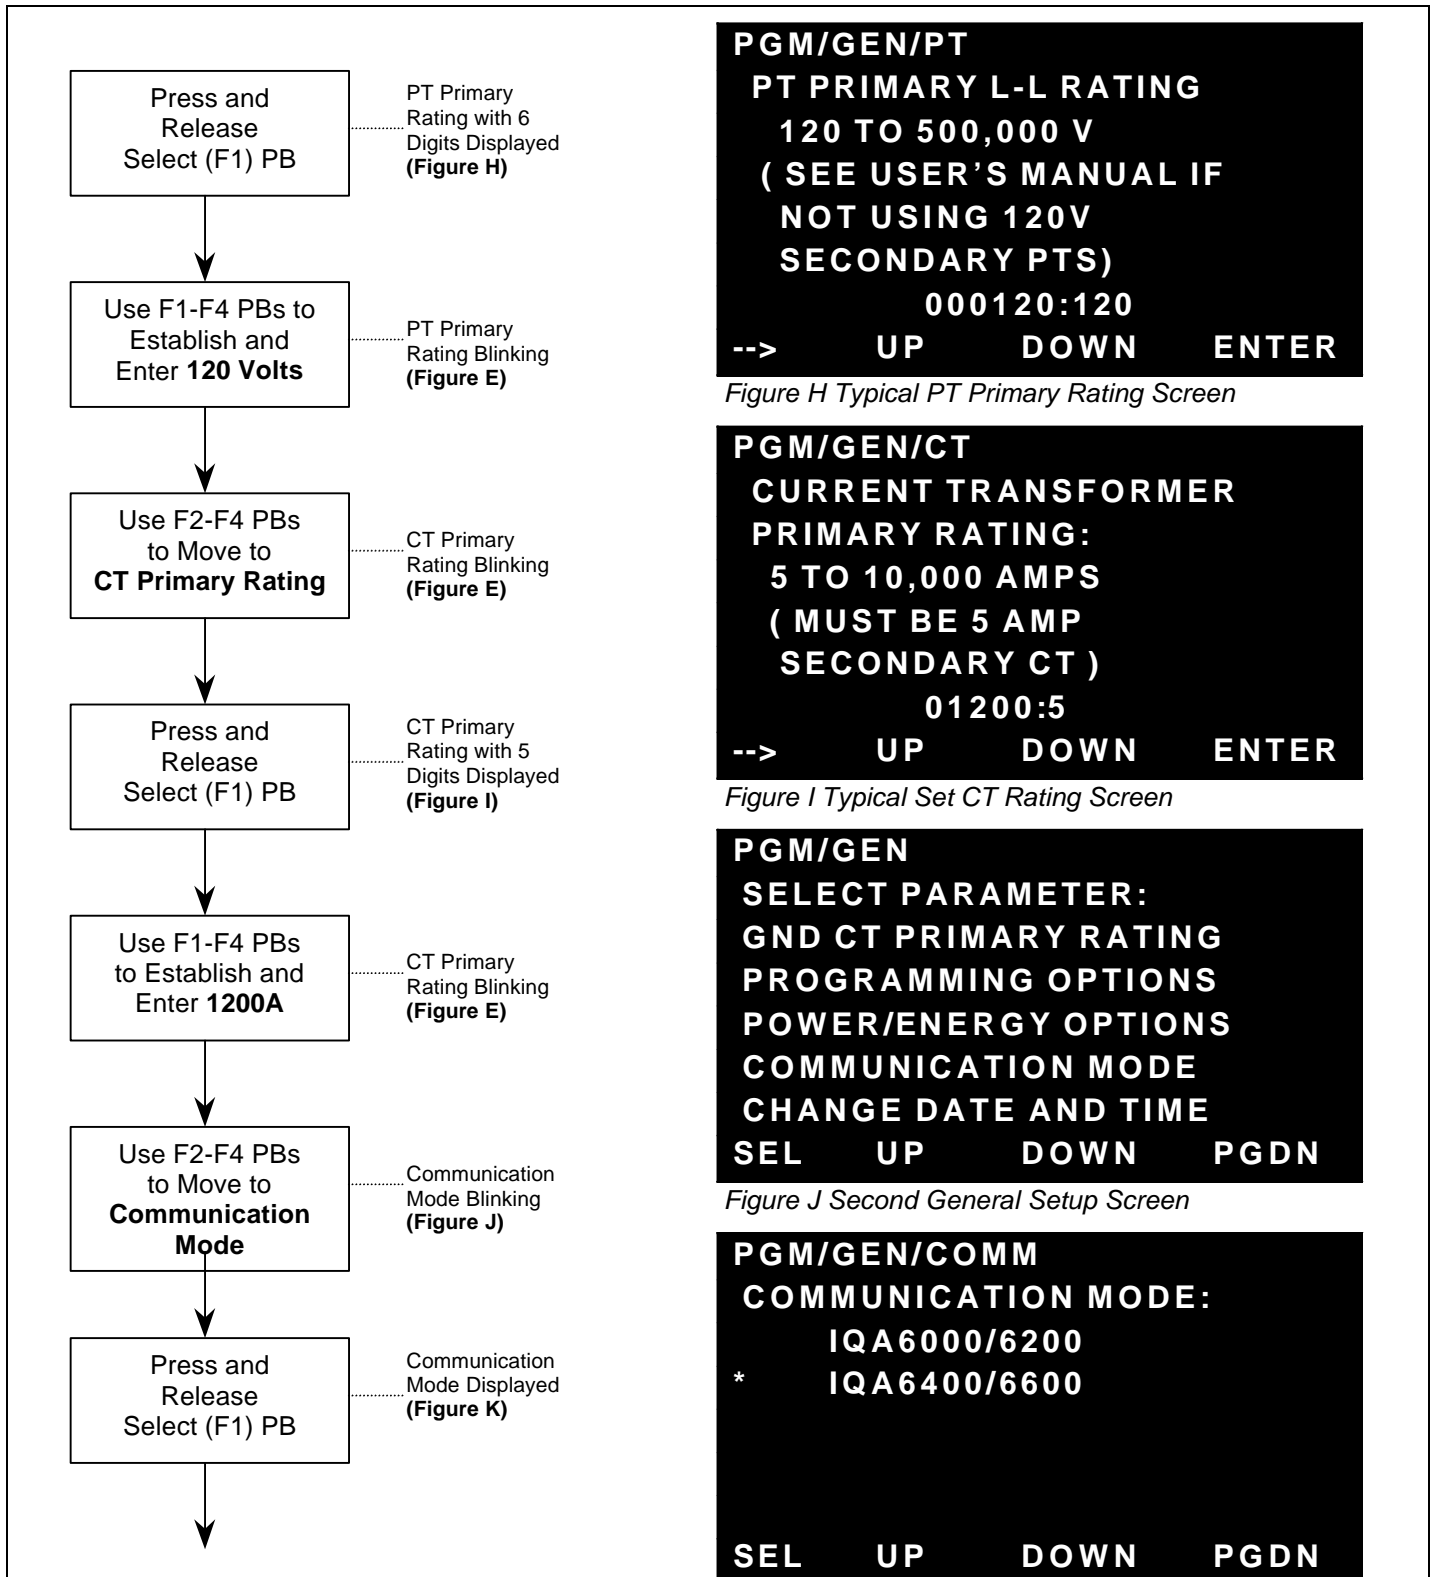 Press and
Release
Select (F1) PB
PT Primary
Rating with 6
Digits Displayed
(Figure H)
Use F1-F4 PBs to
Establish and
Enter 120 Volts
PT Primary
Rating Blinking
(Figure E)
Use F2-F4 PBs
to Move to
CT Primary Rating
CT Primary
Rating Blinking
(Figure E)
Press and
Release
Select (F1) PB
CT Primary
Rating with 5
Digits Displayed
(Figure I)
Use F1-F4 PBs
to Establish and
Enter 1200A
CT Primary
Rating Blinking
(Figure E)
Use F2-F4 PBs
to Move to
Communication
Mode
Communication
Mode Blinking
(Figure J)
Press and
Release
Select (F1) PB
Communication
Mode Displayed
(Figure K)
PGM/GEN/PT
PT PRIMARY L-L RATING
120 TO 500,000 V
( SEE USER’S MANUAL IF
NOT USING 120V
SECONDARY PTS)
000120:120
--> UP DOWN ENTER
Figure H Typical PT Primary Rating Screen
PGM/GEN/CT
CURRENT TRANSFORMER
PRIMARY RATING:
5 TO 10,000 AMPS
( MUST BE 5 AMP
SECONDARY CT )
01200:5
--> UP DOWN ENTER
Figure I Typical Set CT Rating Screen
PGM/GEN
SELECT PARAMETER:
GND CT PRIMARY RATING
PROGRAMMING OPTIONS
POWER/ENERGY OPTIONS
COMMUNICATION MODE
CHANGE DATE AND TIME
SEL UP DOWN PGDN
Figure J Second General Setup Screen
PGM/GEN/COMM
COMMUNICATION MODE:
IQA6000/6200
* IQA6400/6600
SEL UP DOWN PGDN